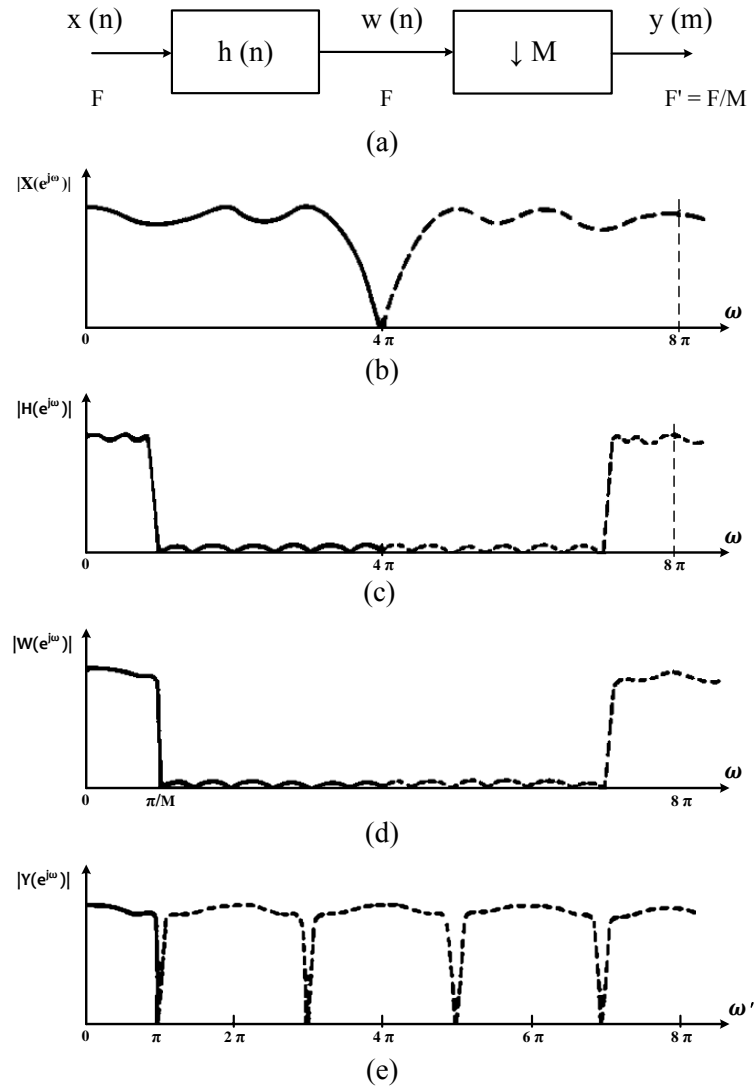 x (n) w (n) y (m)
h (n) ↓ M
F F F' = F/M
(a)
|X(e^jω)|
ω
0 4 π 8 π
(b)
|H(e^jω)|
ω
0 4 π 8 π
(c)
|W(e^jω)|
ω
0 π/M 8 π
(d)
|Y(e^jω)|
ω'
0 π 2 π 4 π 6 π 8 π
(e)